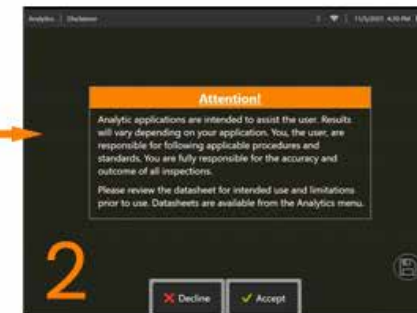 Analytics | Disclaimer
11/5/2021 4:30 PM
Attention!
Analytic applications are intended to assist the user. Results
will vary depending on your application. You, the user, are
responsible for following applicable procedures and
standards. You are fully responsible for the accuracy and
outcome of all inspections.
Please review the datasheet for intended use and limitations
prior to use. Datasheets are available from the Analytics menu.
2
Decline
Accept